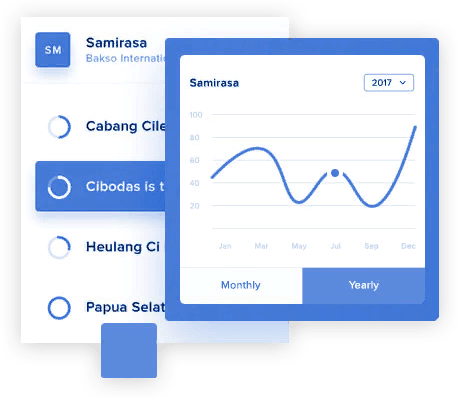 SM
Samirasa
Bakso Internatio
Cabang Cile
Cibodas is t
Heulang Ci
Papua Selat
Samirasa
2017
100
80
60
40
20
Jan Mar May Jul Sep Dec
Monthly Yearly